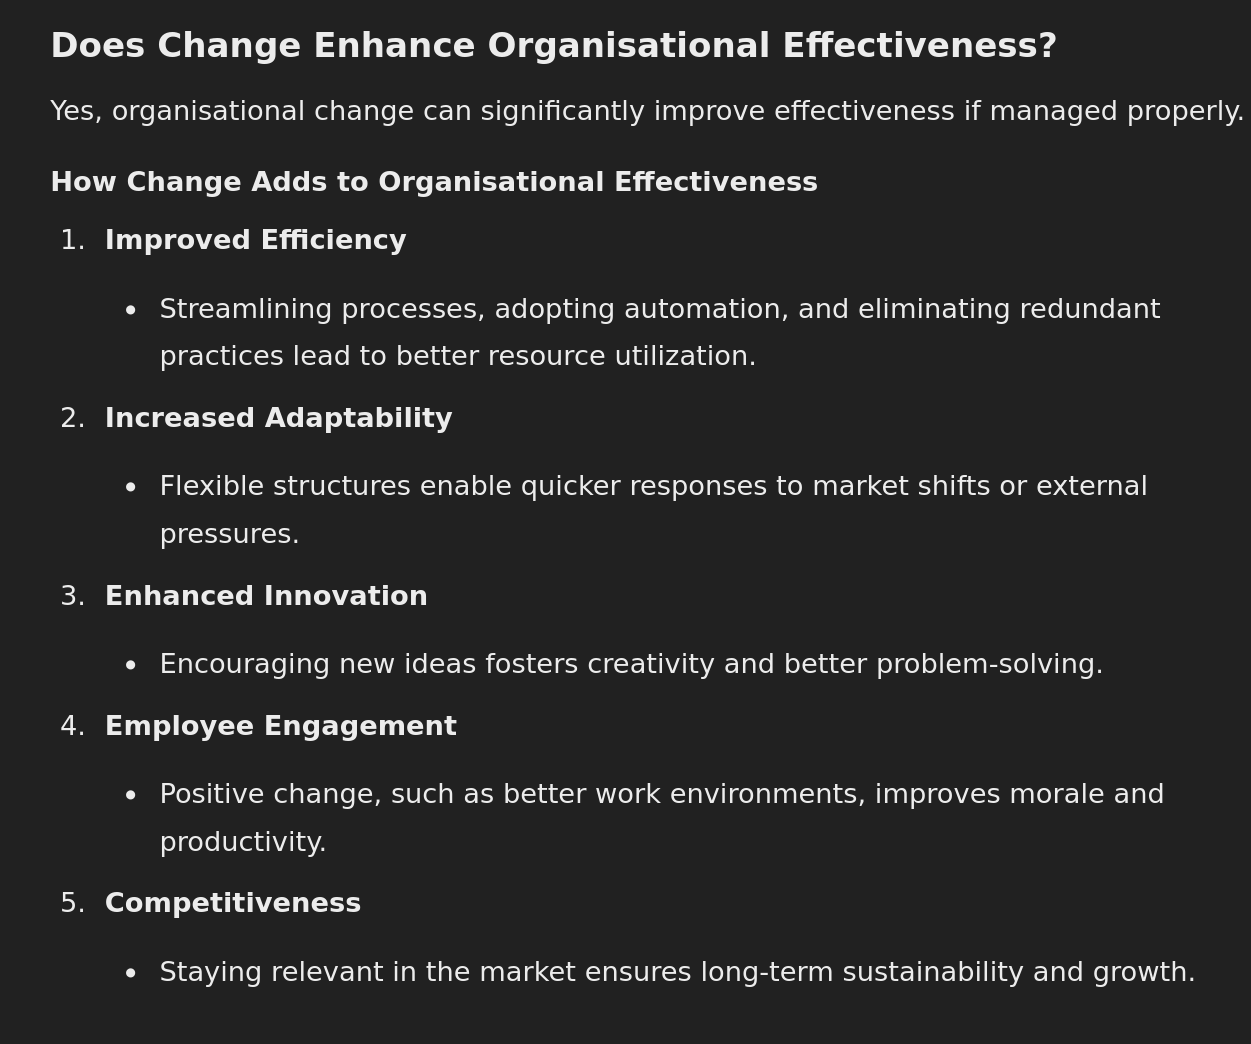 Does Change Enhance Organisational Effectiveness?
Yes, organisational change can significantly improve effectiveness if managed properly.
How Change Adds to Organisational Effectiveness
1. Improved Efficiency
• Streamlining processes, adopting automation, and eliminating redundant
practices lead to better resource utilization.
2. Increased Adaptability
• Flexible structures enable quicker responses to market shifts or external
pressures.
3. Enhanced Innovation
• Encouraging new ideas fosters creativity and better problem-solving.
4. Employee Engagement
• Positive change, such as better work environments, improves morale and
productivity.
5. Competitiveness
• Staying relevant in the market ensures long-term sustainability and growth.